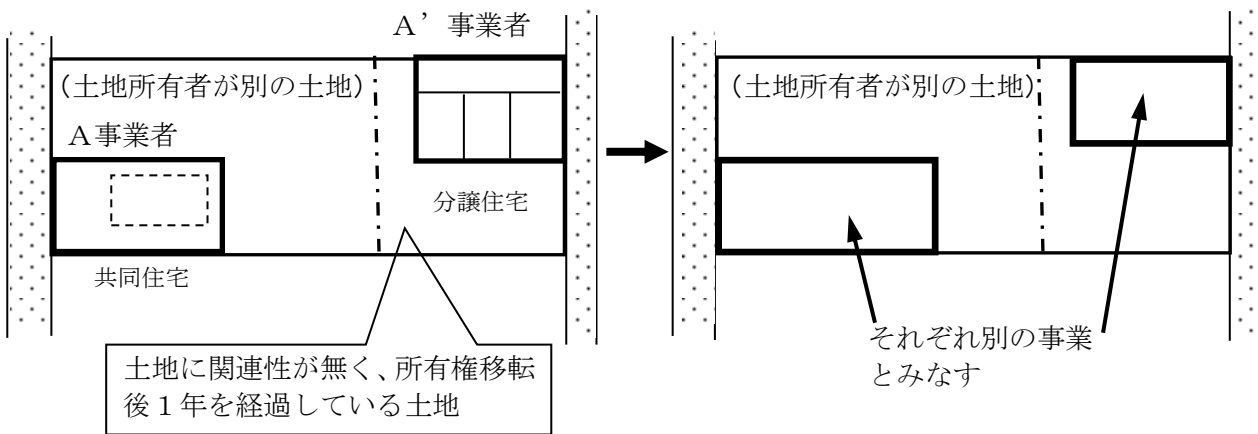 A’事業者
(土地所有者が別の土地)
A事業者
分譲住宅
共同住宅
土地に関連性が無く、所有権移転
後1年を経過している土地
(土地所有者が別の土地)
それぞれ別の事業
とみなす